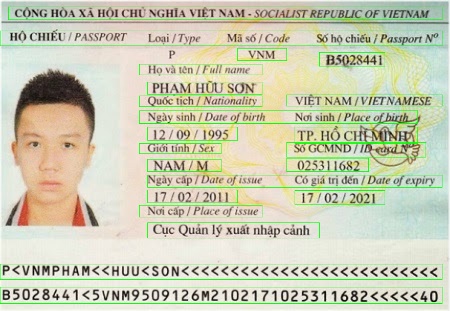 CỘNG HÒA XÃ HỘI CHỦ NGHĨA VIỆT NAM - SOCIALIST REPUBLIC OF VIETNAM
HỘ CHIẾU / PASSPORT Loại / Type Mã số / Code Số hộ chiếu / Passport Nº
P VNM B5028441
Họ và tên / Full name
PHẠM HỮU SƠN
Quốc tịch / Nationality VIỆT NAM / VIETNAMESE
Ngày sinh / Date of birth Nơi sinh / Place of birth
12 / 09 / 1995 TP. HỒ CHÍ MINH
Giới tính / Sex Số GCMND / ID card Nº
NAM / M 025311682
Ngày cấp / Date of issue Có giá trị đến / Date of expiry
17 / 02 / 2011 17 / 02 / 2021
Nơi cấp / Place of issue
Cục Quản lý xuất nhập cảnh
P<VNMPHAM<<HUU<SON<<<<<<<<<<<<<<<<<<<<<<<<<<
B5028441<5VNM9509126M2102171025311682<<<<<40